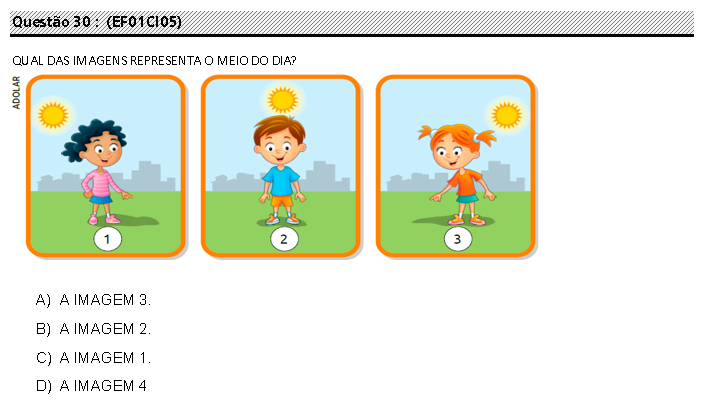 Questão 30 : (EF01CI05)
QUAL DAS IMAGENS REPRESENTA O MEIO DO DIA?
ADOLAR
1
2
3
A) A IMAGEM 3.
B) A IMAGEM 2.
C) A IMAGEM 1.
D) A IMAGEM 4